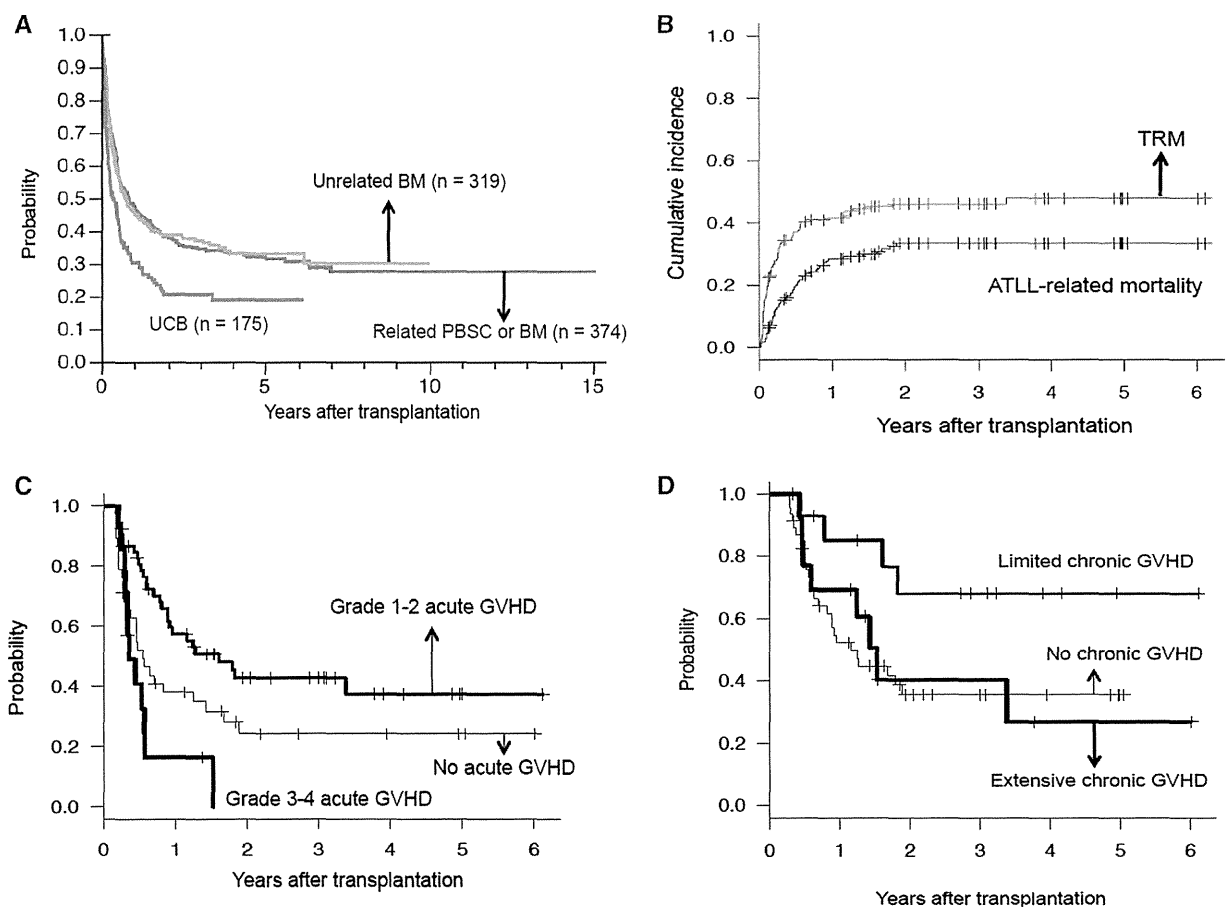 A
1.0
0.9
0.8
0.7
0.6
0.5
0.4
0.3
0.2
0.1
0.0
Probability
Unrelated BM (n = 319)
UCB (n = 175)
Related PBSC or BM (n = 374)
0 5 10 15
Years after transplantation
B
1.0
0.8
0.6
0.4
0.2
0.0
Cumulative incidence
TRM
ATLL-related mortality
0 1 2 3 4 5 6
Years after transplantation
C
1.0
0.8
0.6
0.4
0.2
0.0
Probability
Grade 1-2 acute GVHD
No acute GVHD
Grade 3-4 acute GVHD
0 1 2 3 4 5 6
Years after transplantation
D
1.0
0.8
0.6
0.4
0.2
0.0
Probability
Limited chronic GVHD
No chronic GVHD
Extensive chronic GVHD
0 1 2 3 4 5 6
Years after transplantation